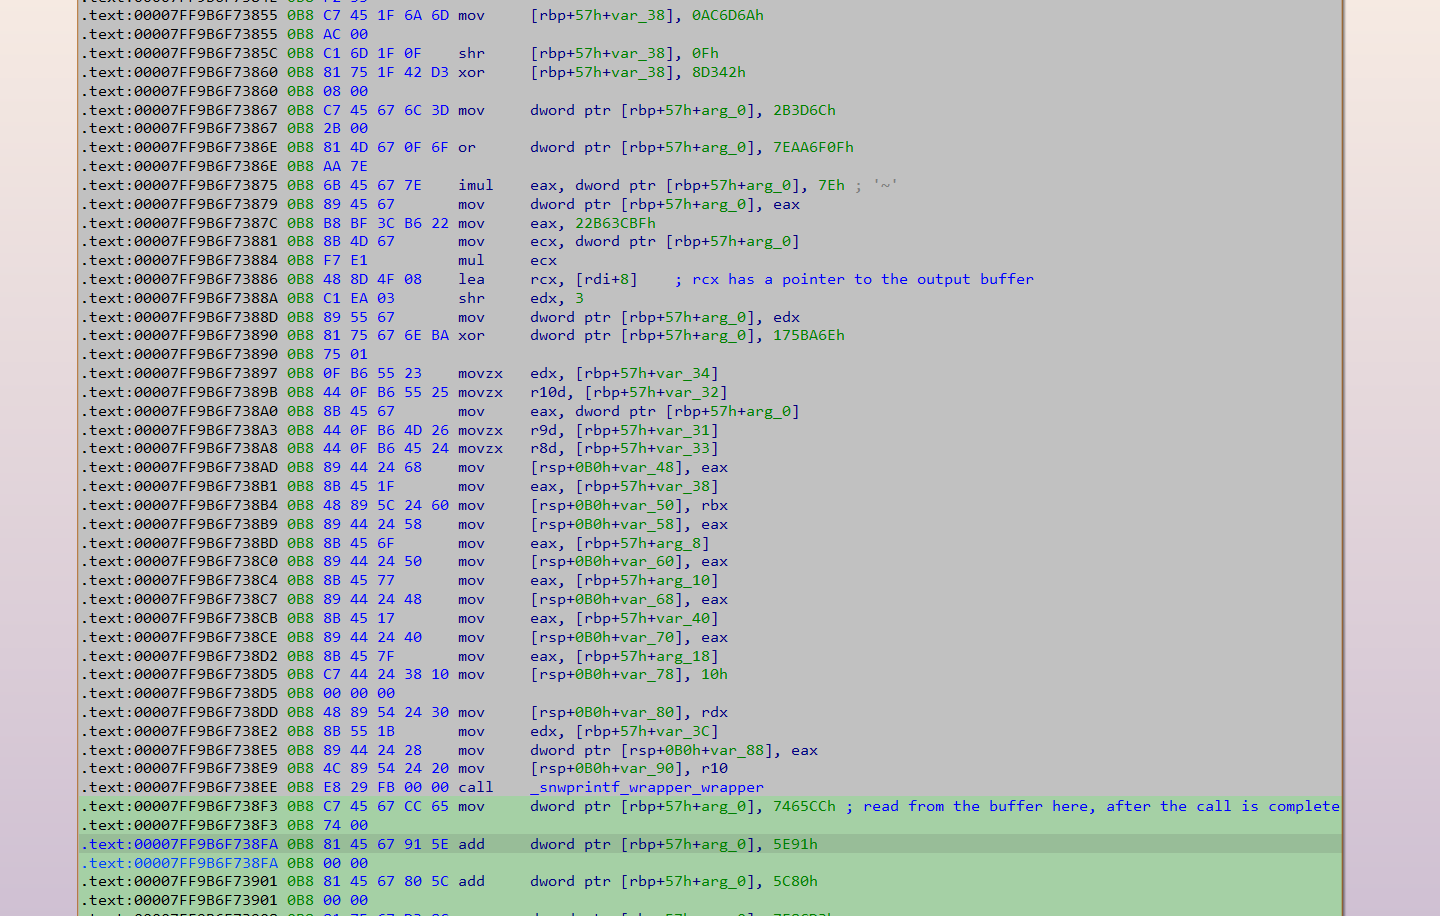 .text:00007FF9B6F73855 0B8 C7 45 1F 6A 6D mov [rbp+57h+var_38], 0AC6D6Ah
.text:00007FF9B6F73855 0B8 AC 00
.text:00007FF9B6F7385C 0B8 C1 6D 1F 0F shr [rbp+57h+var_38], 0Fh
.text:00007FF9B6F73860 0B8 81 75 1F 42 D3 xor [rbp+57h+var_38], 8D342h
.text:00007FF9B6F73860 0B8 08 00
.text:00007FF9B6F73867 0B8 C7 45 67 6C 3D mov dword ptr [rbp+57h+arg_0], 2B3D6Ch
.text:00007FF9B6F73867 0B8 2B 00
.text:00007FF9B6F7386E 0B8 81 4D 67 0F 6F or dword ptr [rbp+57h+arg_0], 7EAA6F0Fh
.text:00007FF9B6F7386E 0B8 AA 7E
.text:00007FF9B6F73875 0B8 6B 45 67 7E imul eax, dword ptr [rbp+57h+arg_0], 7Eh ; '~'
.text:00007FF9B6F73879 0B8 89 45 67 mov dword ptr [rbp+57h+arg_0], eax
.text:00007FF9B6F7387C 0B8 B8 BF 3C B6 22 mov eax, 22B63CBFh
.text:00007FF9B6F73881 0B8 8B 4D 67 mov ecx, dword ptr [rbp+57h+arg_0]
.text:00007FF9B6F73884 0B8 F7 E1 mul ecx
.text:00007FF9B6F73886 0B8 48 8D 4F 08 lea rcx, [rdi+8] ; rcx has a pointer to the output buffer
.text:00007FF9B6F7388A 0B8 C1 EA 03 shr edx, 3
.text:00007FF9B6F7388D 0B8 89 55 67 mov dword ptr [rbp+57h+arg_0], edx
.text:00007FF9B6F73890 0B8 81 75 67 6E BA xor dword ptr [rbp+57h+arg_0], 175BA6Eh
.text:00007FF9B6F73890 0B8 75 01
.text:00007FF9B6F73897 0B8 0F B6 55 23 movzx edx, [rbp+57h+var_34]
.text:00007FF9B6F7389B 0B8 44 0F B6 55 25 movzx r10d, [rbp+57h+var_32]
.text:00007FF9B6F738A0 0B8 8B 45 67 mov eax, dword ptr [rbp+57h+arg_0]
.text:00007FF9B6F738A3 0B8 44 0F B6 4D 26 movzx r9d, [rbp+57h+var_31]
.text:00007FF9B6F738A8 0B8 44 0F B6 45 24 movzx r8d, [rbp+57h+var_33]
.text:00007FF9B6F738AD 0B8 89 44 24 68 mov [rsp+0B0h+var_48], eax
.text:00007FF9B6F738B1 0B8 8B 45 1F mov eax, [rbp+57h+var_38]
.text:00007FF9B6F738B4 0B8 48 89 5C 24 60 mov [rsp+0B0h+var_50], rbx
.text:00007FF9B6F738B9 0B8 89 44 24 58 mov [rsp+0B0h+var_58], eax
.text:00007FF9B6F738BD 0B8 8B 45 6F mov eax, [rbp+57h+arg_8]
.text:00007FF9B6F738C0 0B8 89 44 24 50 mov [rsp+0B0h+var_60], eax
.text:00007FF9B6F738C4 0B8 8B 45 77 mov eax, [rbp+57h+arg_10]
.text:00007FF9B6F738C7 0B8 89 44 24 48 mov [rsp+0B0h+var_68], eax
.text:00007FF9B6F738CB 0B8 8B 45 17 mov eax, [rbp+57h+var_40]
.text:00007FF9B6F738CE 0B8 89 44 24 40 mov [rsp+0B0h+var_70], eax
.text:00007FF9B6F738D2 0B8 8B 45 7F mov eax, [rbp+57h+arg_18]
.text:00007FF9B6F738D5 0B8 C7 44 24 38 10 mov [rsp+0B0h+var_78], 10h
.text:00007FF9B6F738D5 0B8 00 00 00
.text:00007FF9B6F738DD 0B8 48 89 54 24 30 mov [rsp+0B0h+var_80], rdx
.text:00007FF9B6F738E2 0B8 8B 55 1B mov edx, [rbp+57h+var_3C]
.text:00007FF9B6F738E5 0B8 89 44 24 28 mov dword ptr [rsp+0B0h+var_88], eax
.text:00007FF9B6F738E9 0B8 4C 89 54 24 20 mov [rsp+0B0h+var_90], r10
.text:00007FF9B6F738EE 0B8 E8 29 FB 00 00 call _snwprintf_wrapper_wrapper
.text:00007FF9B6F738F3 0B8 C7 45 67 CC 65 mov dword ptr [rbp+57h+arg_0], 7465CCh ; read from the buffer here, after the call is complete
.text:00007FF9B6F738F3 0B8 74 00
.text:00007FF9B6F738FA 0B8 81 45 67 91 5E add dword ptr [rbp+57h+arg_0], 5E91h
.text:00007FF9B6F738FA 0B8 00 00
.text:00007FF9B6F73901 0B8 81 45 67 80 5C add dword ptr [rbp+57h+arg_0], 5C80h
.text:00007FF9B6F73901 0B8 00 00